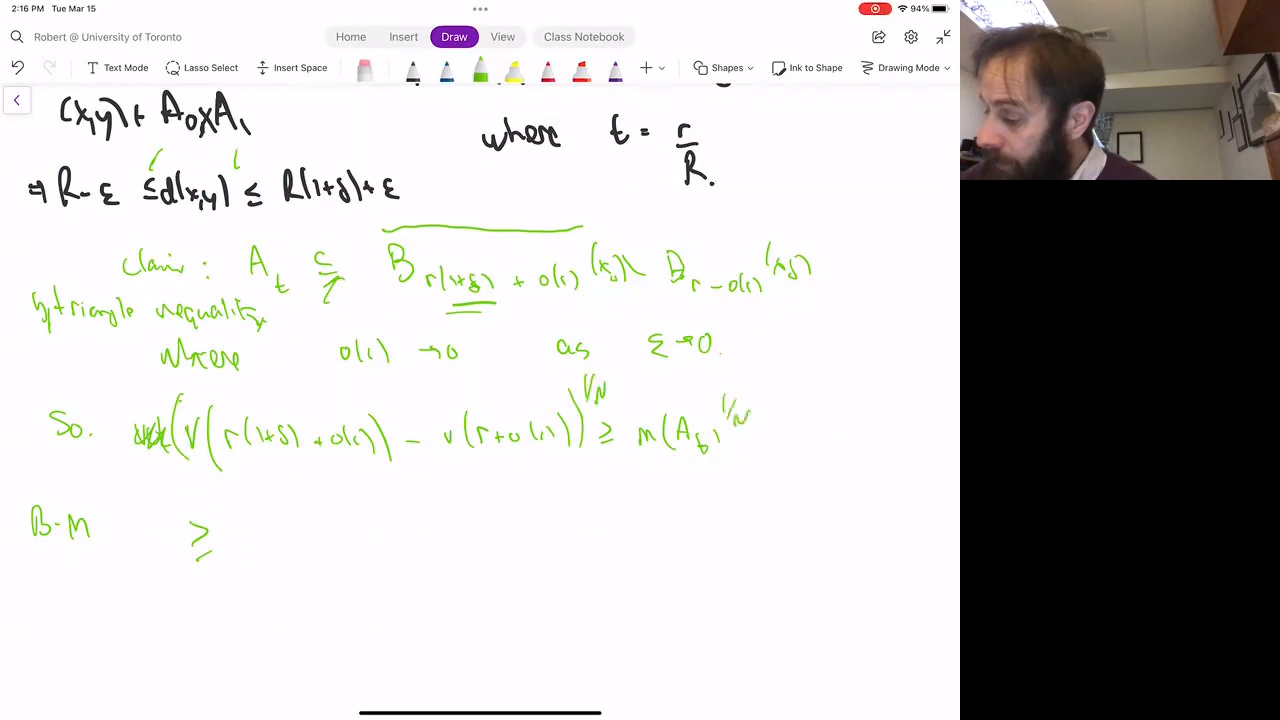 2:16 PM Tue Mar 15
94%
Robert @ University of Toronto
Home Insert Draw View Class Notebook
Text Mode Lasso Select Insert Space Shapes Ink to Shape Drawing Mode
(x,y) ∈ A₀×A₁
where t = r/R.
⇒ R-ε ≤ d(x,y) ≤ R(1+δ)+ε
Claim: A_t ⊆ B_{r(1+δ)+o(1)}(x₀) \ B_{r-o(1)}(x₀)
by triangle inequality
where o(1) → 0 as ε → 0.
So. (v(r(1+δ)+o(1)) - v(r+o(1)))^{1/N} ≥ m(A_t)^{1/N}
B-M ≥